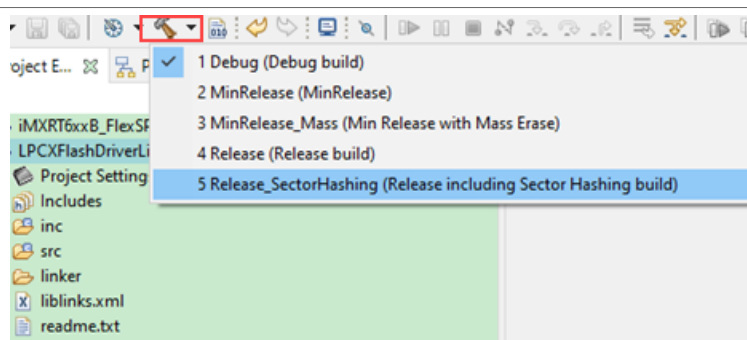 oject E...
P
1 Debug (Debug build)
2 MinRelease (MinRelease)
3 MinRelease_Mass (Min Release with Mass Erase)
4 Release (Release build)
5 Release_SectorHashing (Release including Sector Hashing build)
iMXRT6xxB_FlexSP
LPCXFlashDriverLi
Project Setting
Includes
inc
src
linker
liblinks.xml
readme.txt